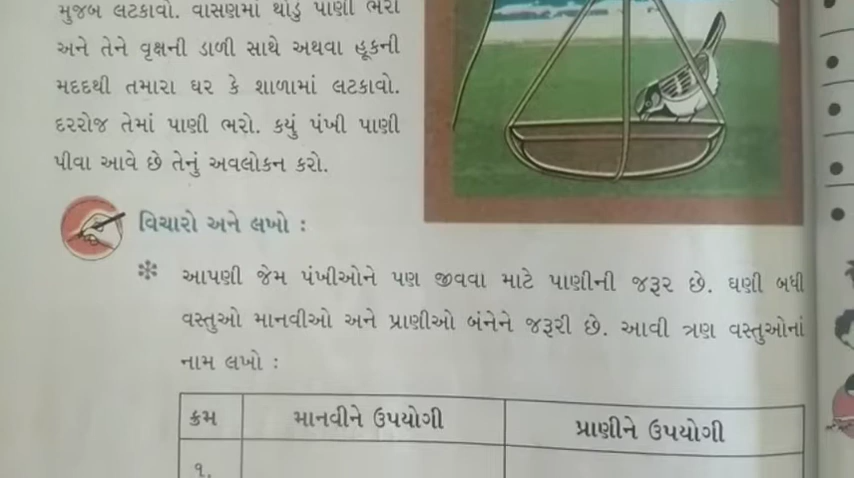 મુજબ લટકાવો. વાસણમાં થોડું પાણી ભરો
અને તેને વૃક્ષની ડાળી સાથે અથવા હૂકની
મદદથી તમારા ઘર કે શાળામાં લટકાવો.
દરરોજ તેમાં પાણી ભરો. કયું પંખી પાણી
પીવા આવે છે તેનું અવલોકન કરો.
વિચારો અને લખો :
❇ આપણી જેમ પંખીઓને પણ જીવવા માટે પાણીની જરૂર છે. ઘણી બધી
વસ્તુઓ માનવીઓ અને પ્રાણીઓ બંનેને જરૂરી છે. આવી ત્રણ વસ્તુઓનાં
નામ લખો :
ક્રમ માનવીને ઉપયોગી પ્રાણીને ઉપયોગી
૧.